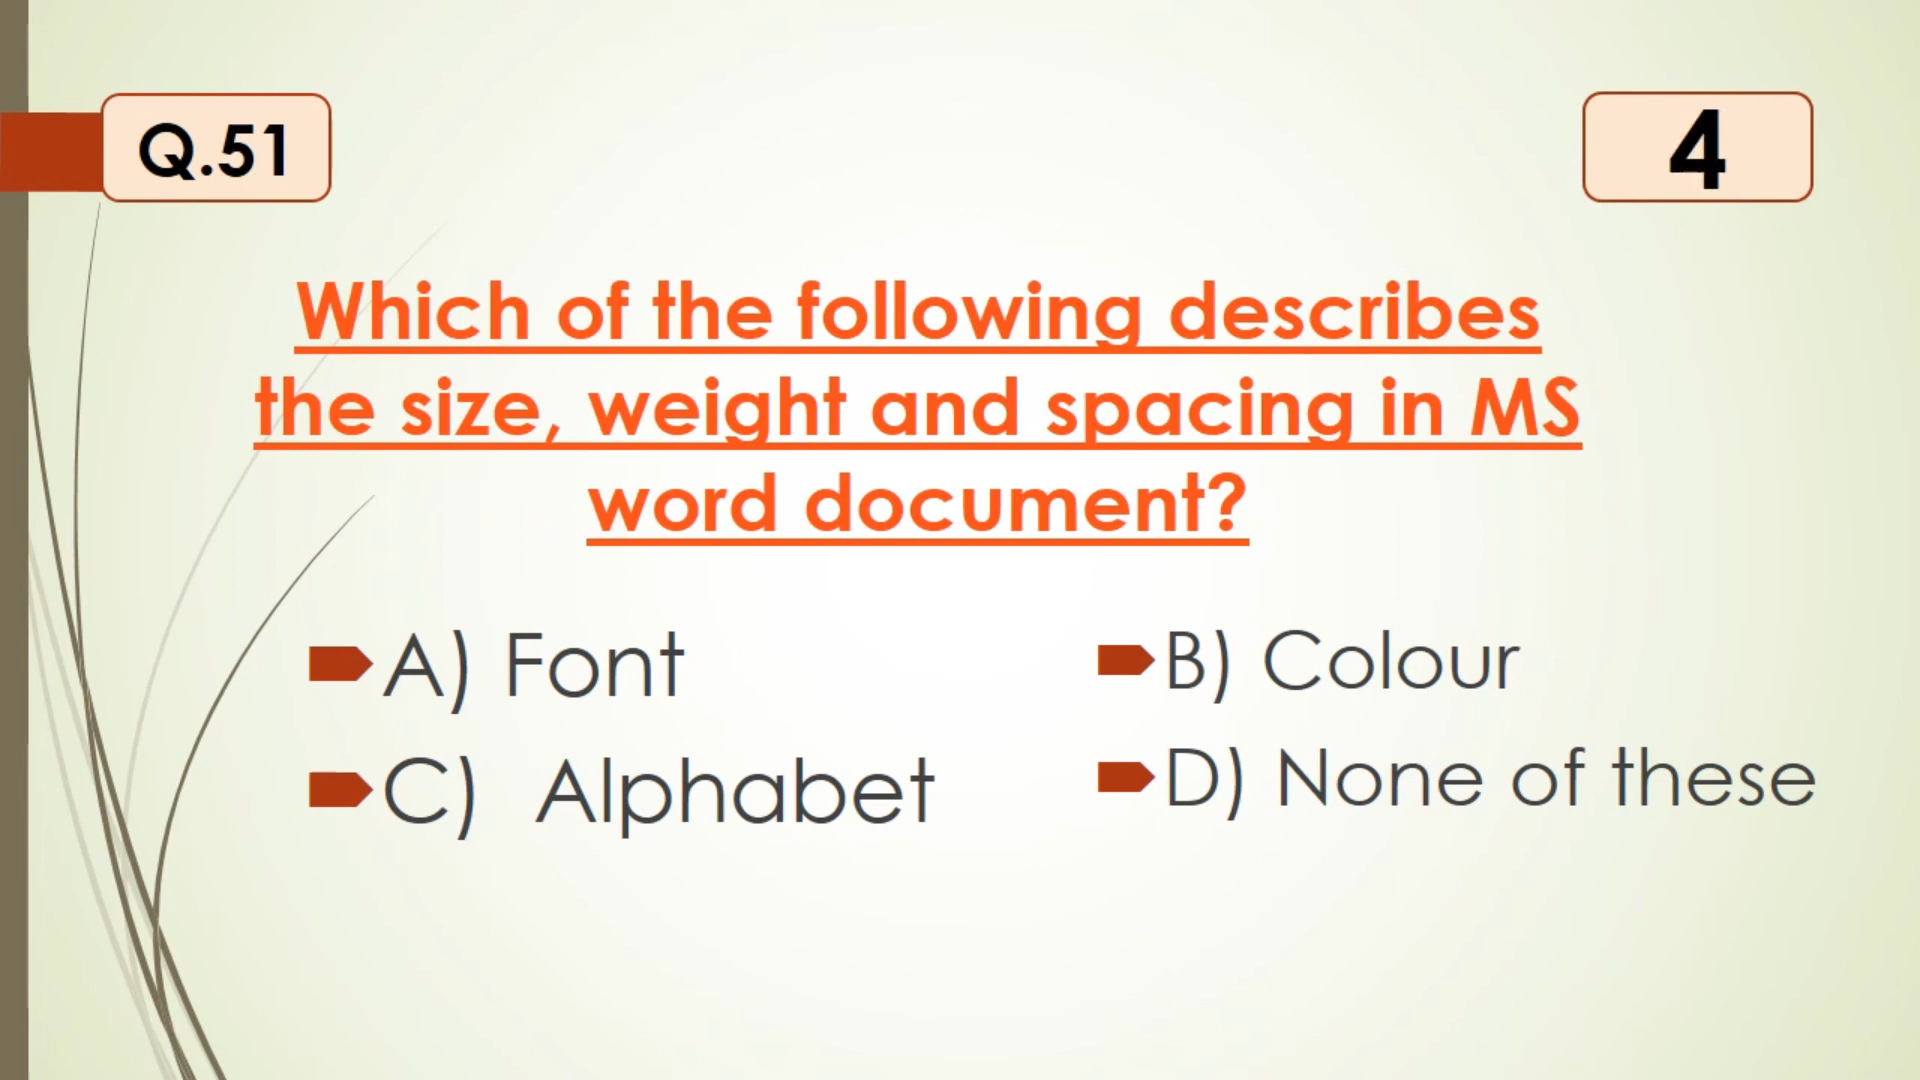 Q.51
4
Which of the following describes
the size, weight and spacing in MS
word document?
A) Font
B) Colour
C) Alphabet
D) None of these